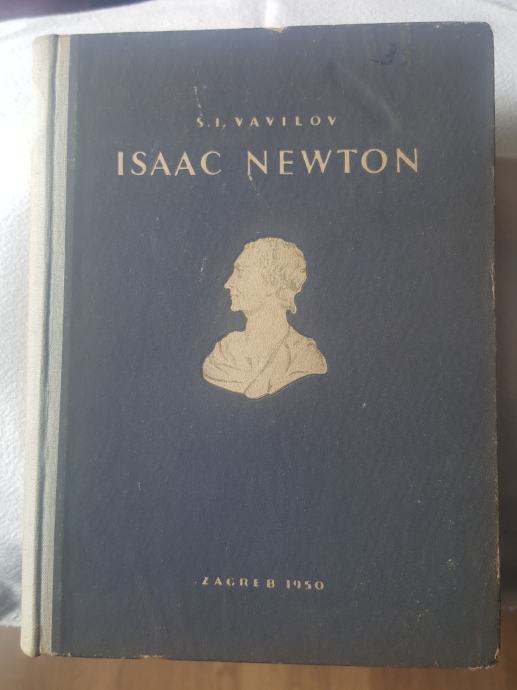 S.I. VAVILOV
ISAAC NEWTON
ZAGREB 1950